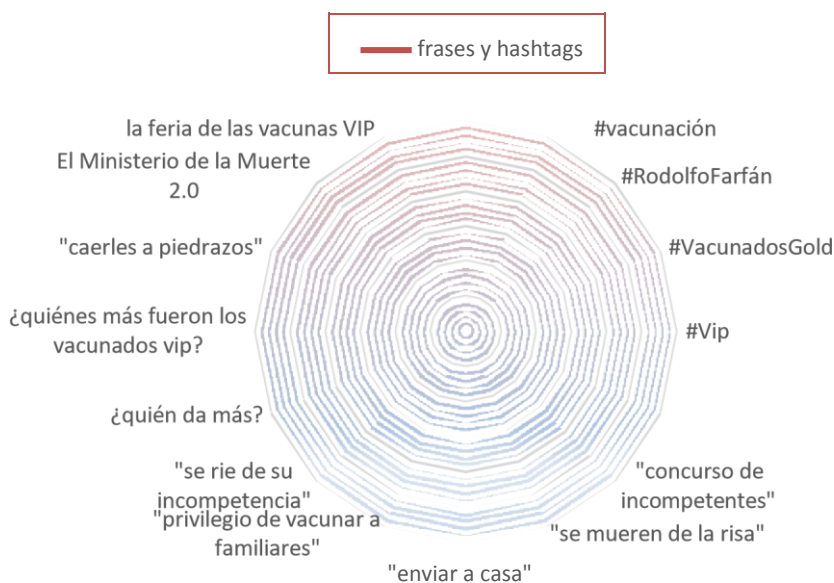 frases y hashtags
la feria de las vacunas VIP
#vacunación
El Ministerio de la Muerte
2.0
#RodolfoFarfán
"caerles a piedrazos"
#VacunadosGold
¿quiénes más fueron los
vacunados vip?
#Vip
¿quién da más?
"se rie de su
incompetencia"
"concurso de
incompetentes"
"privilegio de vacunar a
familiares"
"se mueren de la risa"
"enviar a casa"